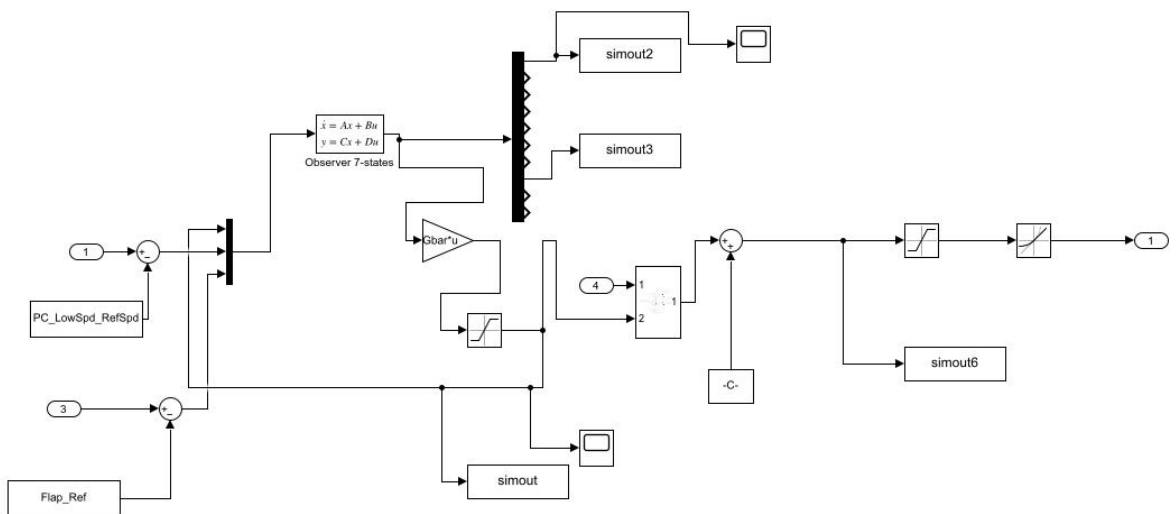 simout2
ẋ = Ax + Bu
y = Cx + Du
Observer 7-states
simout3
1
+
−
Gbar*u
+
+
1
4
1
2
1
PC_LowSpd_RefSpd
simout6
-C-
3
+
−
simout
Flap_Ref